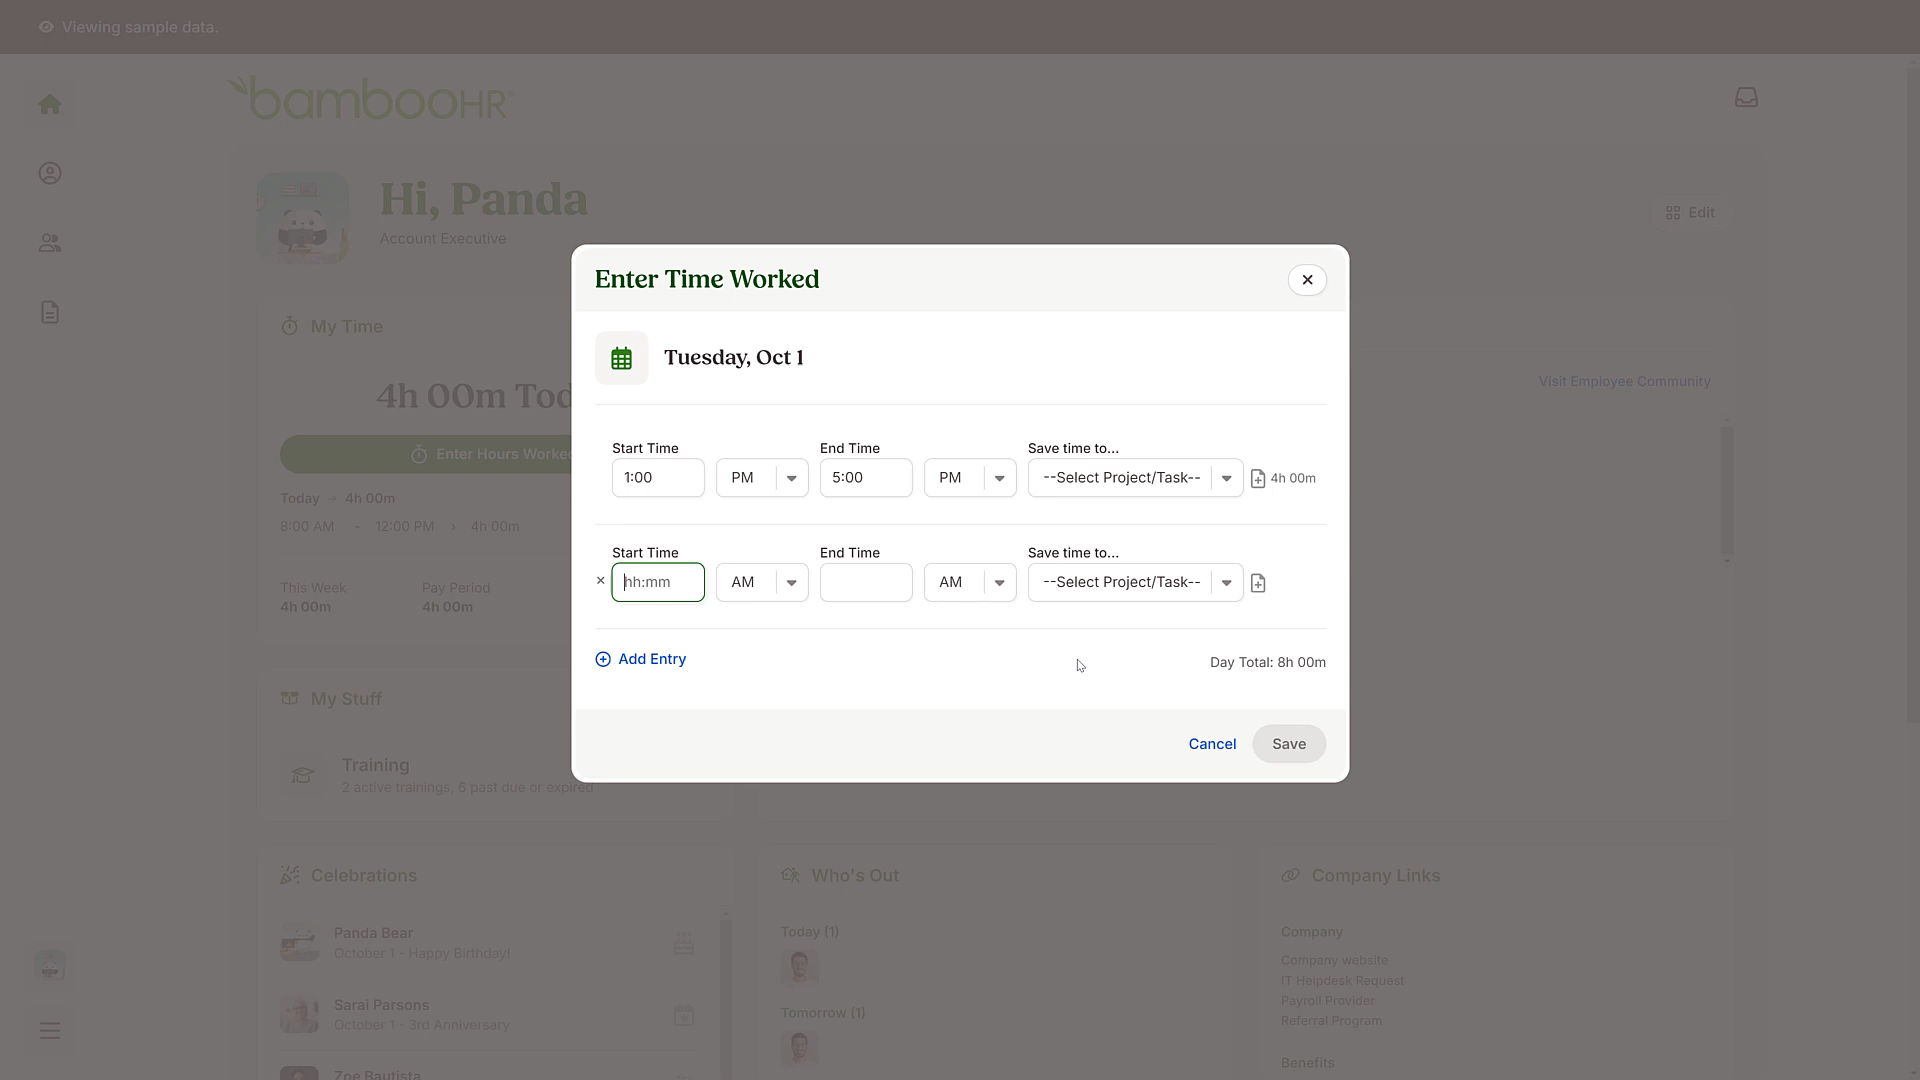 Viewing sample data.
bambooHR®
Hi, Panda
Account Executive
Edit
My Time
4h 00m Tod
Enter Hours Worke
Today → 4h 00m
8:00 AM - 12:00 PM › 4h 00m
This Week
4h 00m
Pay Period
4h 00m
Visit Employee Community
Enter Time Worked
Tuesday, Oct 1
Start Time
End Time
Save time to...
1:00
PM
5:00
PM
--Select Project/Task--
4h 00m
Start Time
End Time
Save time to...
hh:mm
AM
AM
--Select Project/Task--
Add Entry
Day Total: 8h 00m
Cancel
Save
My Stuff
Training
2 active trainings, 6 past due or expired
Celebrations
Panda Bear
October 1 - Happy Birthday!
Sarai Parsons
October 1 - 3rd Anniversary
Zoe Bautista
Who's Out
Today (1)
Tomorrow (1)
Company Links
Company
Company website
IT Helpdesk Request
Payroll Provider
Referral Program
Benefits